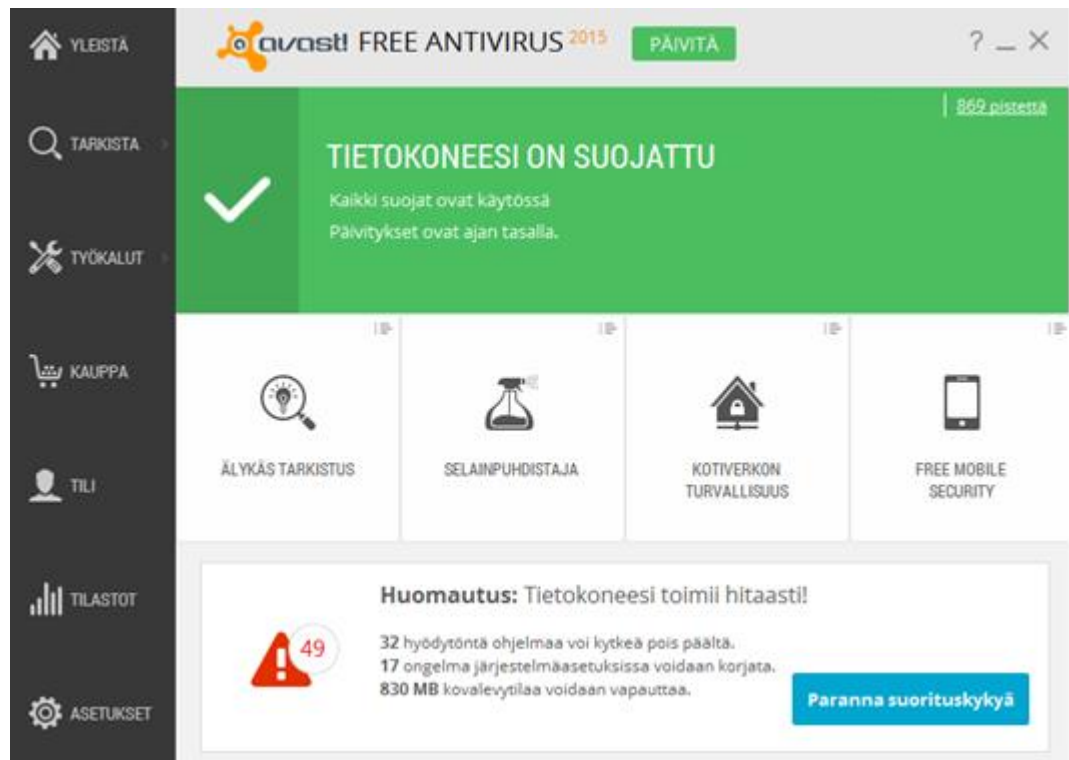 YLEISTÄ
TARKISTA
TYÖKALUT
KAUPPA
TILI
TILASTOT
ASETUKSET
avast! FREE ANTIVIRUS 2015
PÄIVITÄ
?
869 pistettä
TIETOKONEESI ON SUOJATTU
Kaikki suojat ovat käytössä
Päivitykset ovat ajan tasalla.
ÄLYKÄS TARKISTUS
SELAINPUHDISTAJA
KOTIVERKON
TURVALLISUUS
FREE MOBILE
SECURITY
49
Huomautus: Tietokoneesi toimii hitaasti!
32 hyödytöntä ohjelmaa voi kytkeä pois päältä.
17 ongelma järjestelmäasetuksissa voidaan korjata.
830 MB kovalevytilaa voidaan vapauttaa.
Paranna suorituskykyä